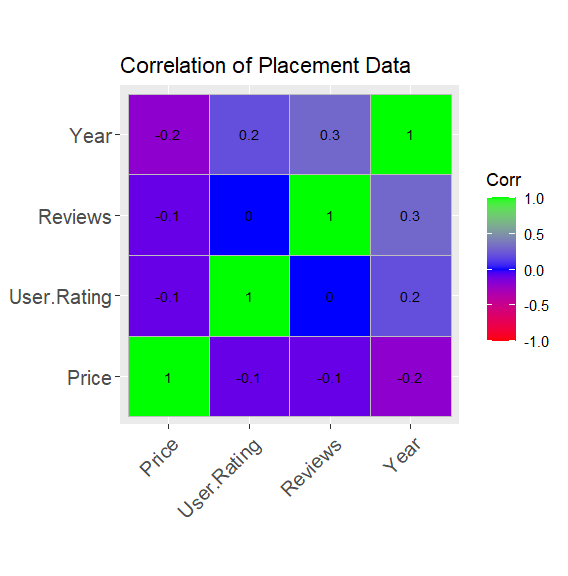 Correlation of Placement Data
Year -0.2 0.2 0.3 1
Reviews -0.1 0 1 0.3
User.Rating -0.1 1 0 0.2
Price 1 -0.1 -0.1 -0.2
Price User.Rating Reviews Year
Corr
1.0
0.5
0.0
-0.5
-1.0